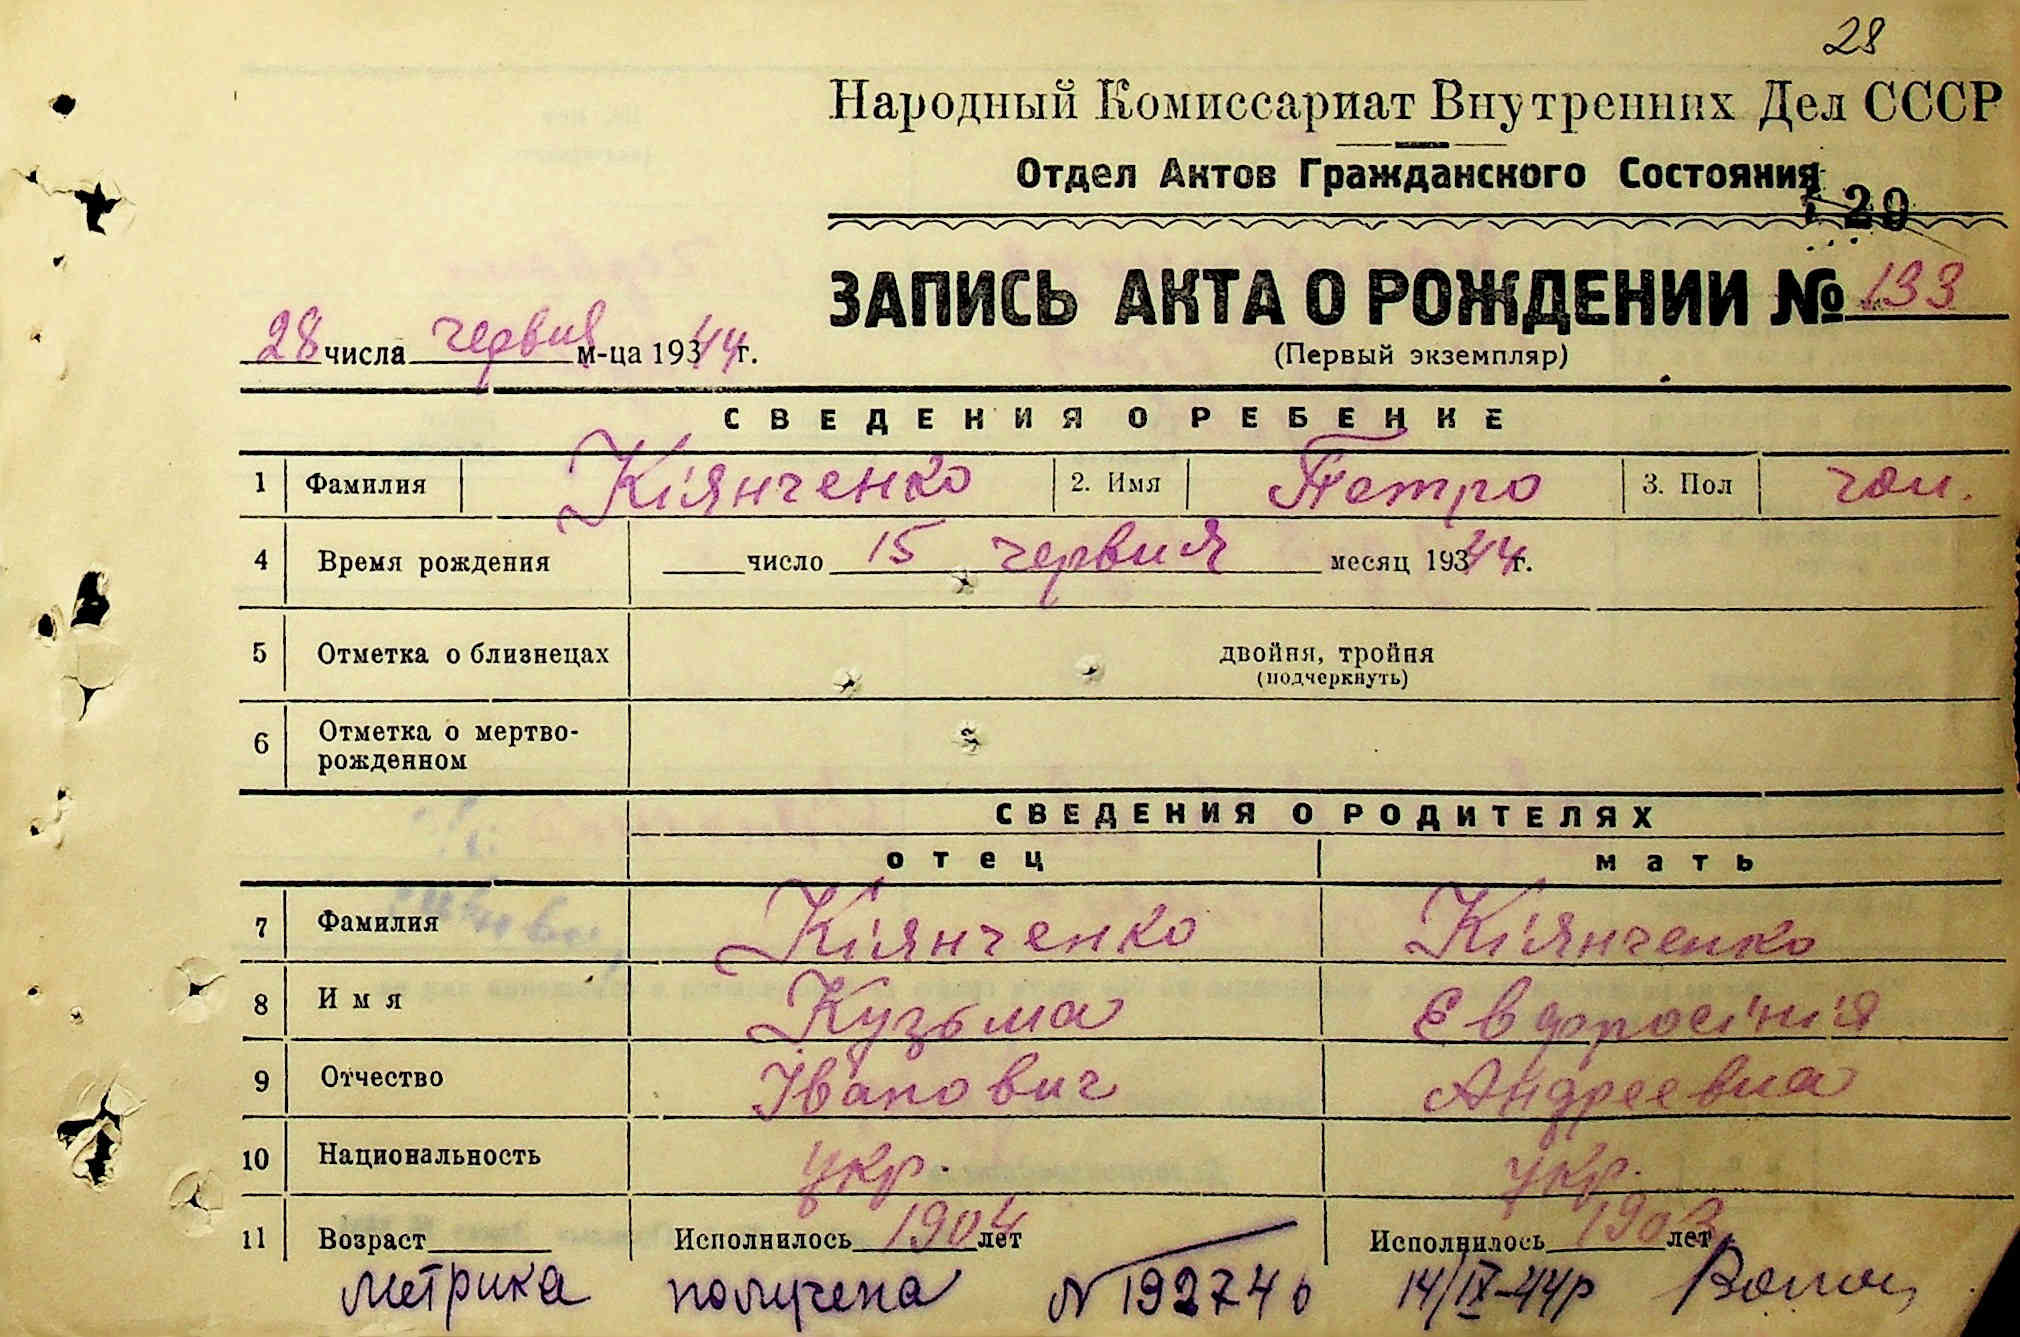 28
Народный Комиссариат Внутренних Дел СССР
Отдел Актов Гражданского Состояния
29
ЗАПИСЬ АКТА О РОЖДЕНИИ № 133
28 числа червня м-ца 1944 г.
(Первый экземпляр)
СВЕДЕНИЯ О РЕБЕНКЕ
1 Фамилия Кіянченко 2. Имя Петро 3. Пол чол.
4 Время рождения число 15 червня месяц 1944 г.
5 Отметка о близнецах двойня, тройня
(подчеркнуть)
6 Отметка о мертво-
рожденном
СВЕДЕНИЯ О РОДИТЕЛЯХ
отец мать
7 Фамилия Кіянченко Кіянченко
8 Имя Кузьма Евфросінія
9 Отчество Іванович Андреевна
10 Национальность укр. укр.
11 Возраст Исполнилось 1904 лет Исполнилось 1903 лет
Метрика получена N 192746 14/IX-44р